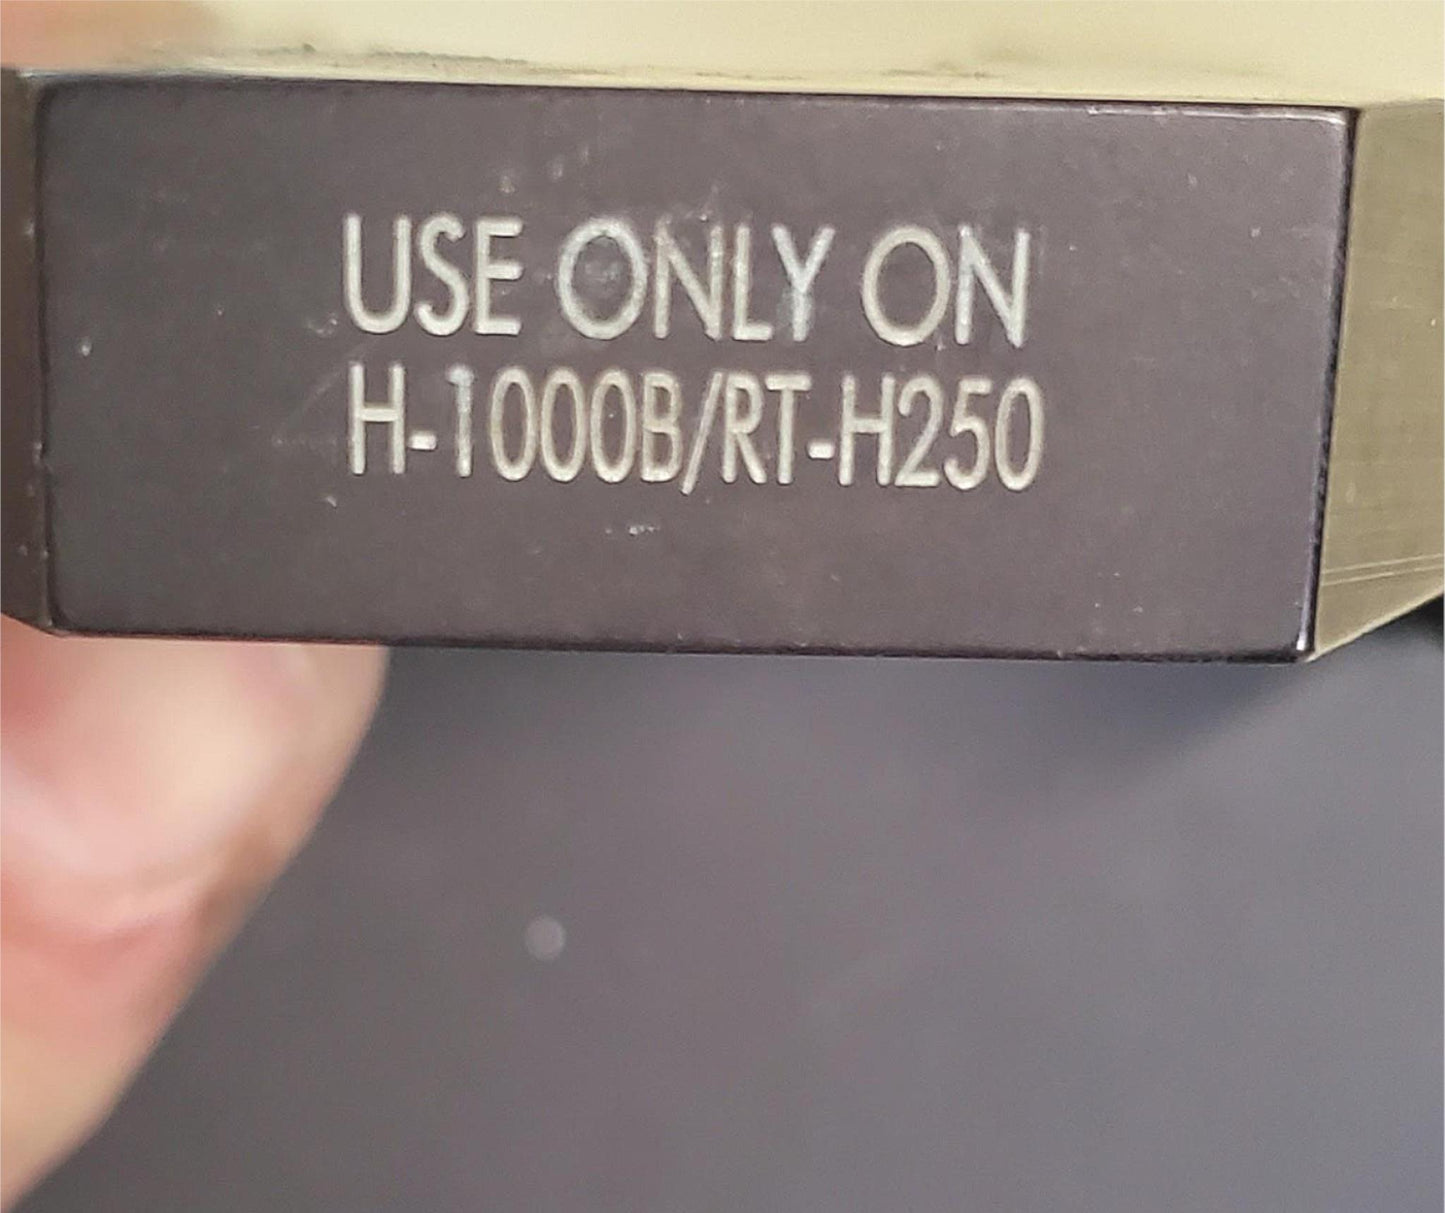 USE ONLY ON
H-1000B/RT-H250